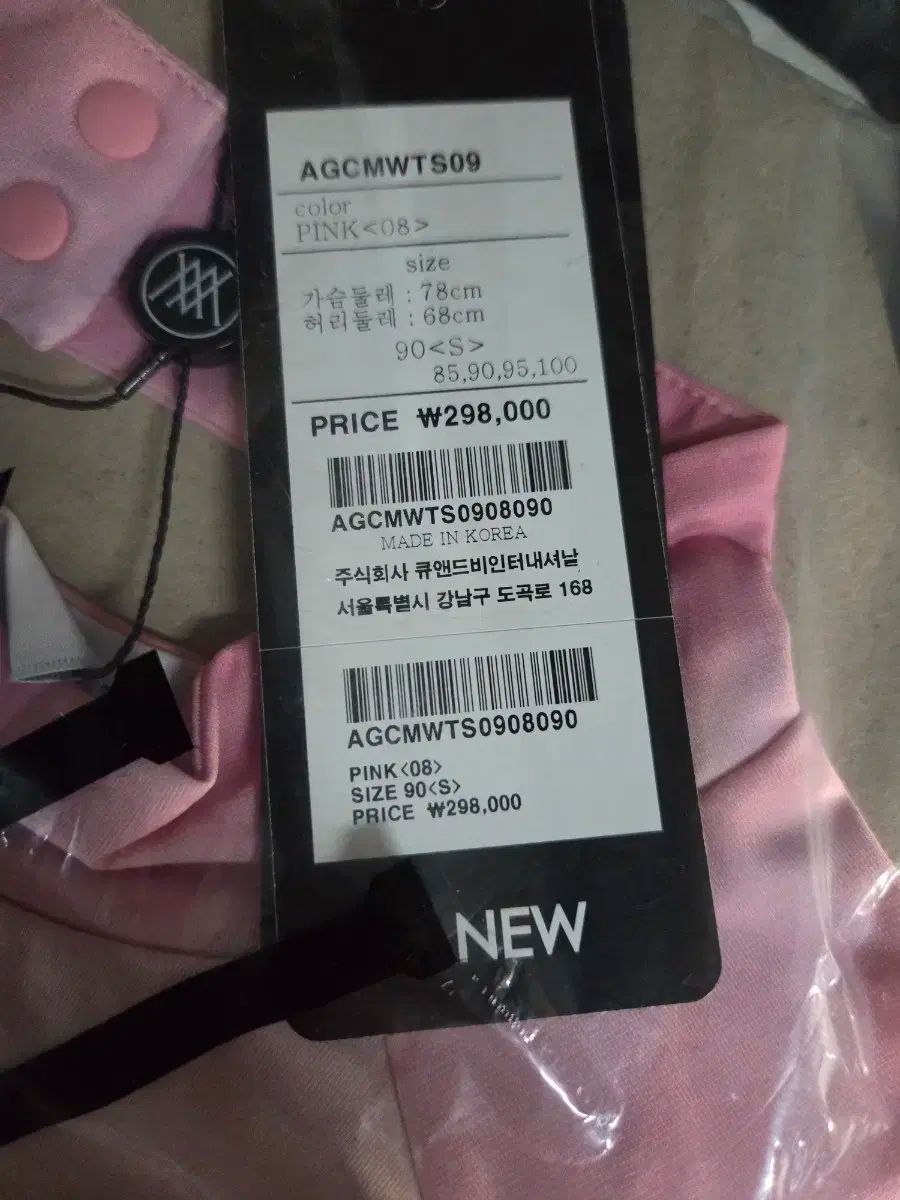 AGCMWTS09
color
PINK<08>
size
가슴둘레 : 78cm
허리둘레 : 68cm
90<S>
85,90,95,100
PRICE ₩298,000
AGCMWTS0908090
MADE IN KOREA
주식회사 큐앤드비인터내셔날
서울특별시 강남구 도곡로 168
AGCMWTS0908090
PINK<08>
SIZE 90<S>
PRICE ₩298,000
NEW